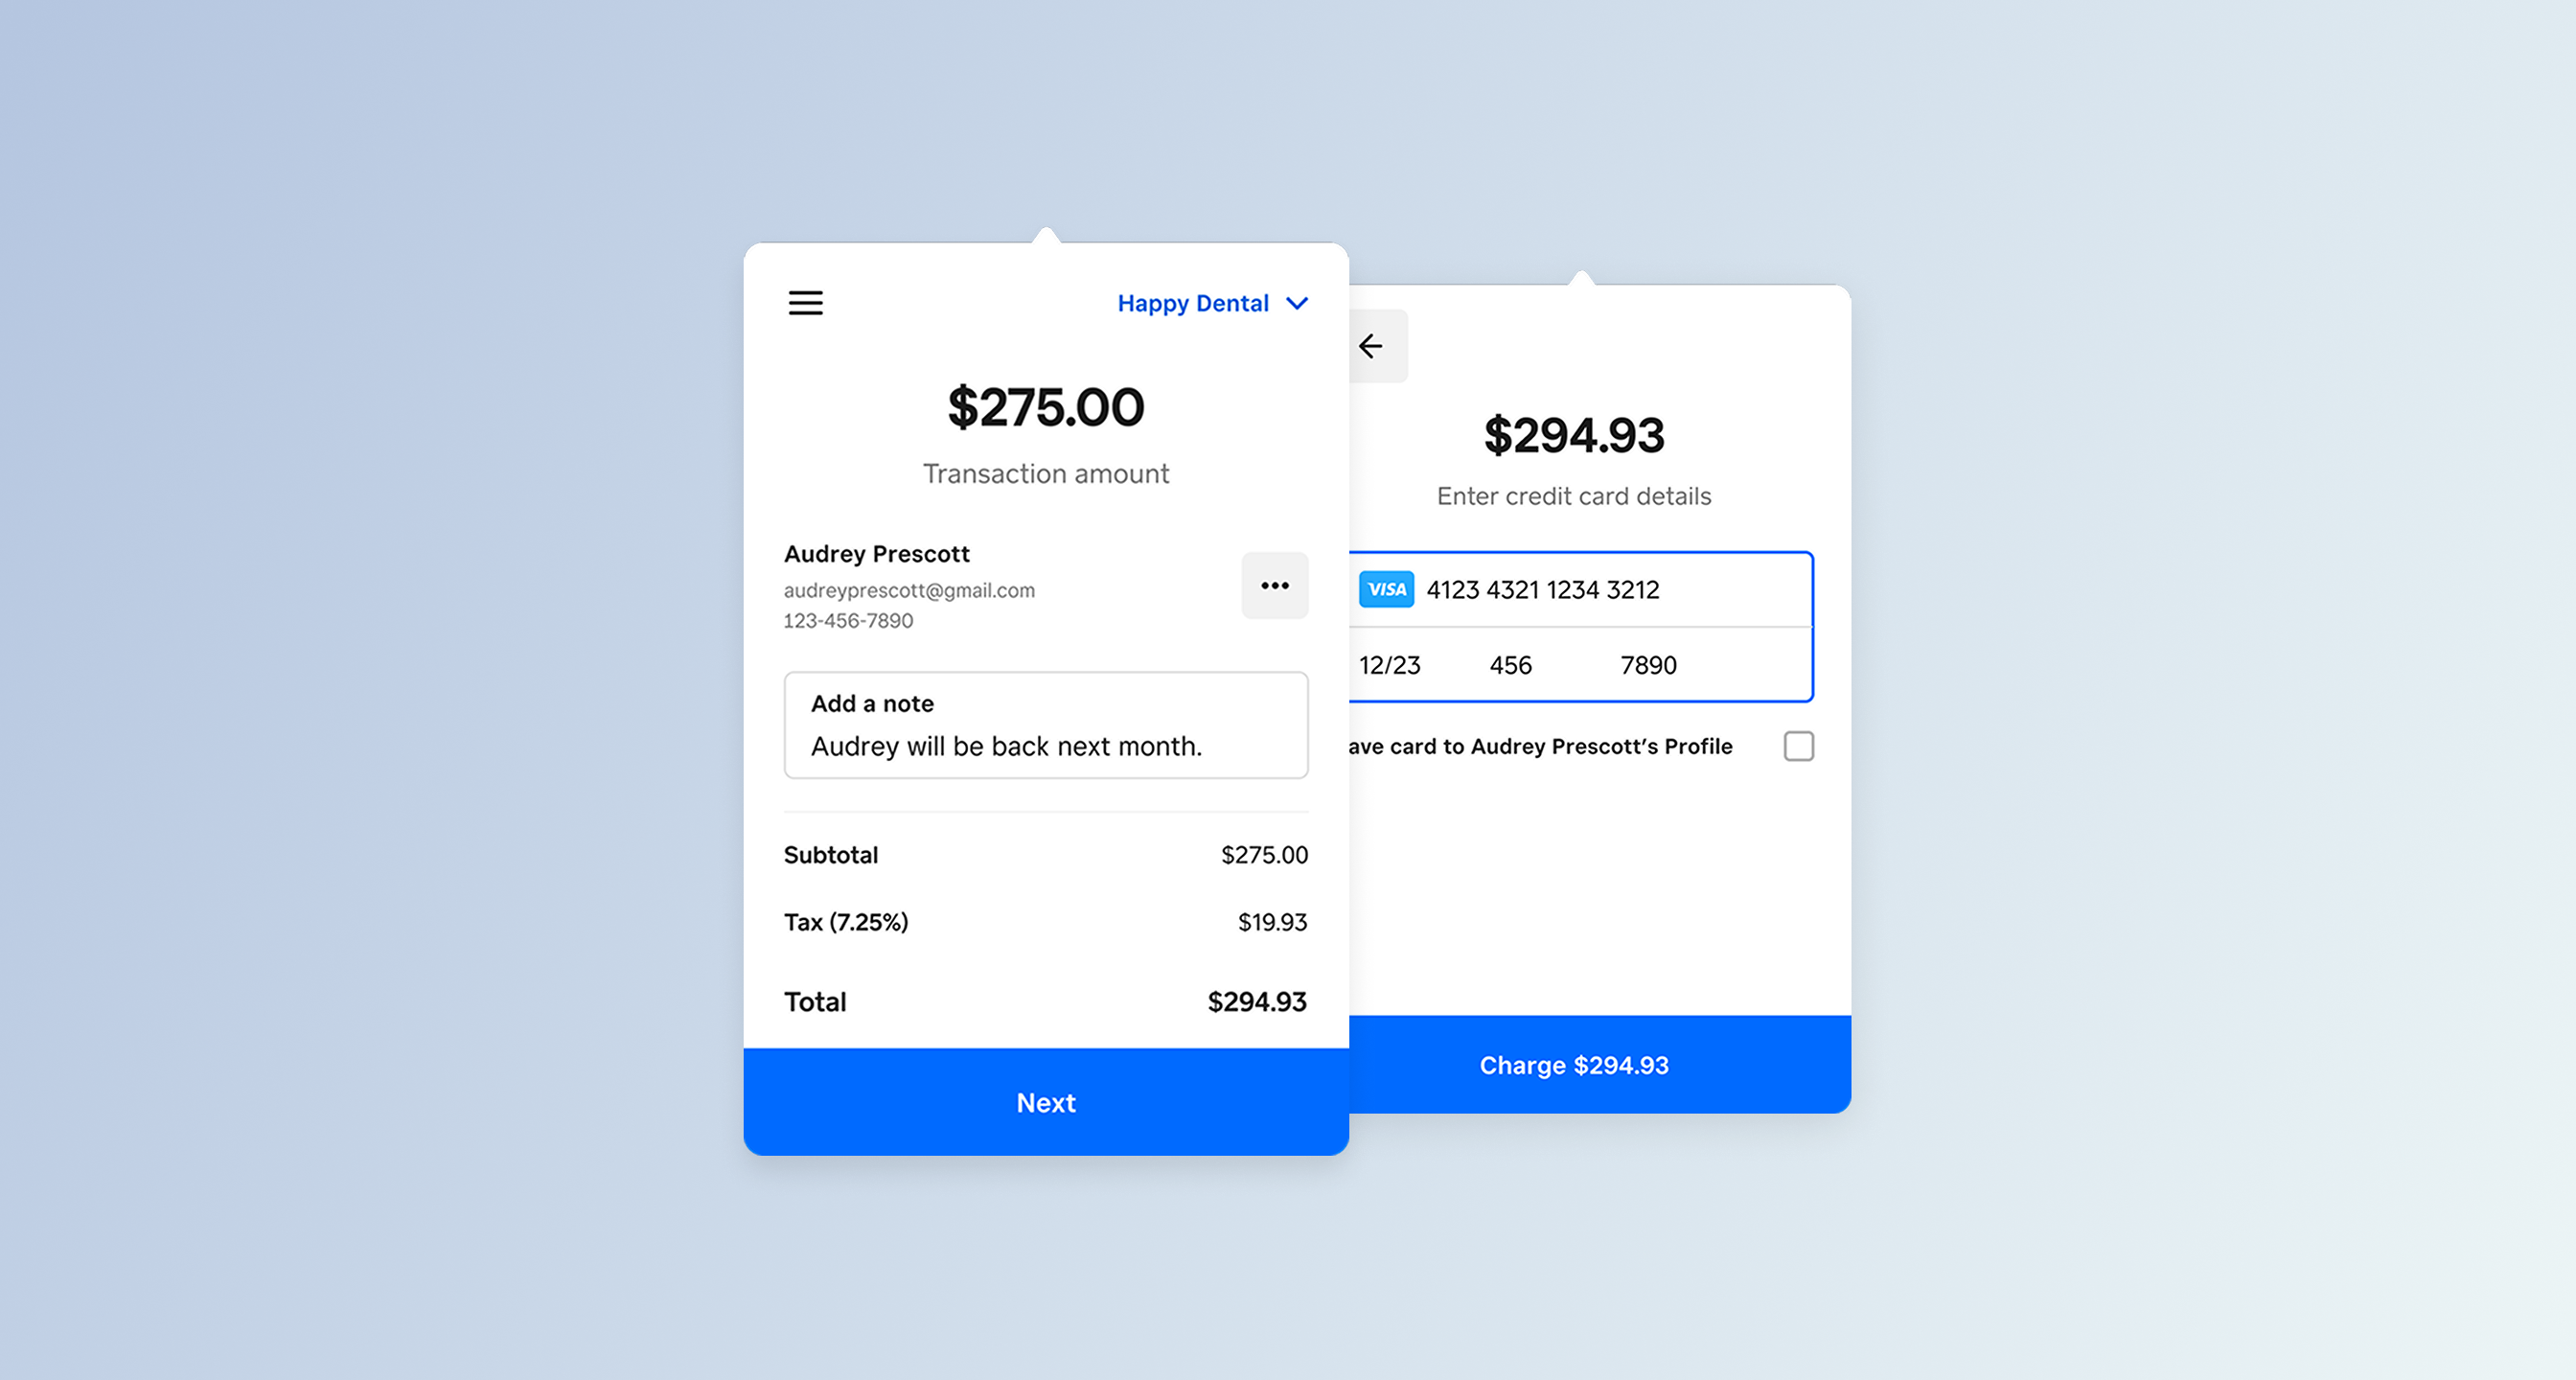 Happy Dental
$275.00
Transaction amount
Audrey Prescott
audreyprescott@gmail.com
123-456-7890
Add a note
Audrey will be back next month.
Subtotal $275.00
Tax (7.25%) $19.93
Total $294.93
Next
$294.93
Enter credit card details
VISA 4123 4321 1234 3212
12/23 456 7890
ave card to Audrey Prescott’s Profile
Charge $294.93